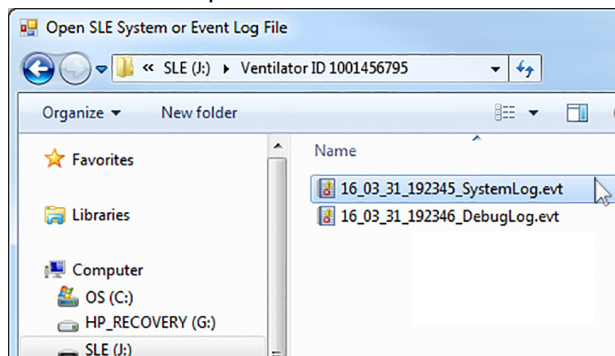 Open SLE System or Event Log File
« SLE (J:) Ventilator ID 1001456795
Organize New folder
Favorites
Libraries
Computer
OS (C:)
HP_RECOVERY (G:)
SLE (J:)
Name
16_03_31_192345_SystemLog.evt
16_03_31_192346_DebugLog.evt